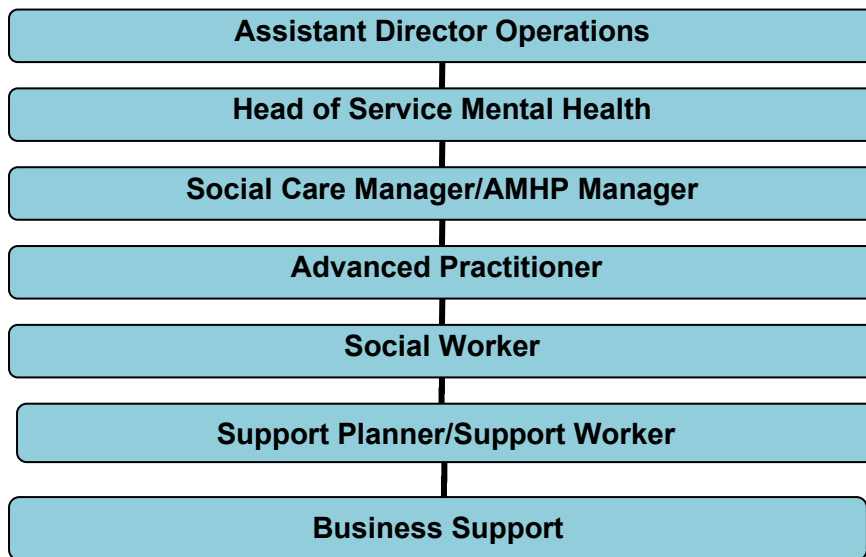 Assistant Director Operations
Head of Service Mental Health
Social Care Manager/AMHP Manager
Advanced Practitioner
Social Worker
Support Planner/Support Worker
Business Support